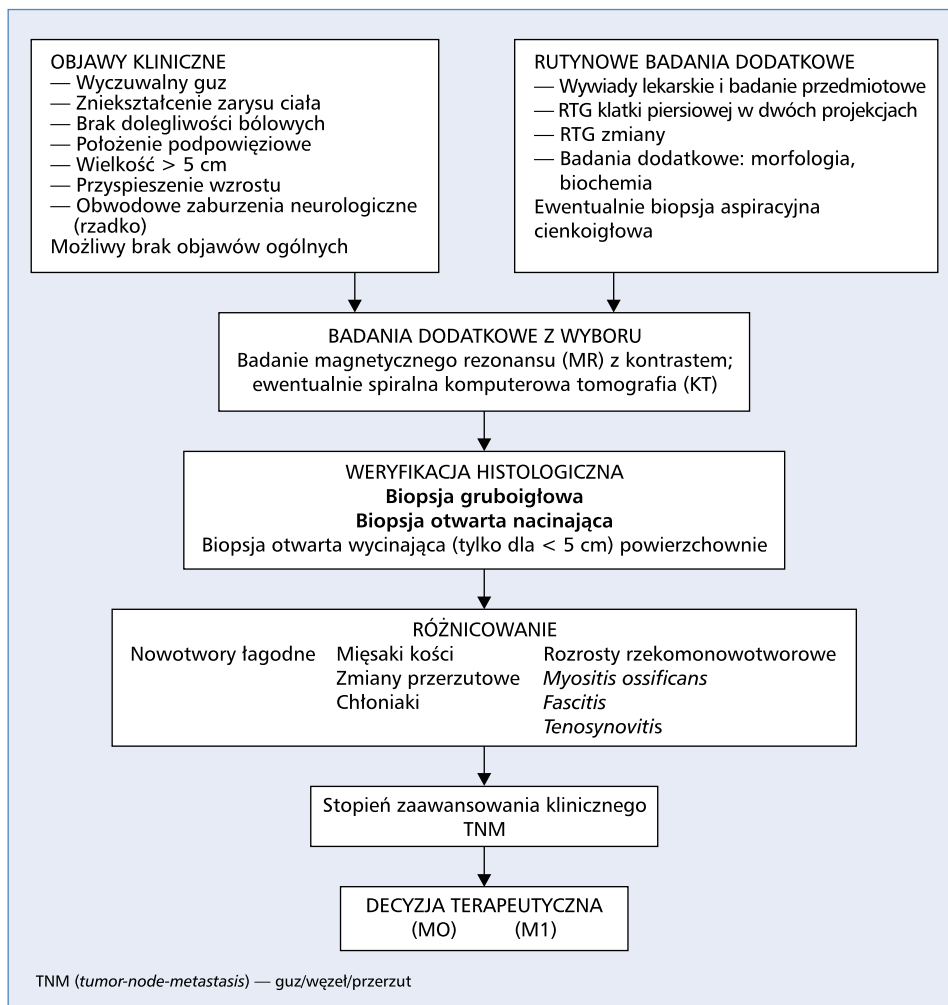 OBJAWY KLINICZNE
— Wyczuwalny guz
— Zniekształcenie zarysu ciała
— Brak dolegliwości bólowych
— Położenie podpowięziowe
— Wielkość > 5 cm
— Przyspieszenie wzrostu
— Obwodowe zaburzenia neurologiczne
(rzadko)
Możliwy brak objawów ogólnych
RUTYNOWE BADANIA DODATKOWE
— Wywiady lekarskie i badanie przedmiotowe
— RTG klatki piersiowej w dwóch projekcjach
— RTG zmiany
— Badania dodatkowe: morfologia,
biochemia
Ewentualnie biopsja aspiracyjna
cienkoigłowa
BADANIA DODATKOWE Z WYBORU
Badanie magnetycznego rezonansu (MR) z kontrastem;
ewentualnie spiralna komputerowa tomografia (KT)
WERYFIKACJA HISTOLOGICZNA
Biopsja gruboigłowa
Biopsja otwarta nacinająca
Biopsja otwarta wycinająca (tylko dla < 5 cm) powierzchownie
RÓŻNICOWANIE
Nowotwory łagodne
Mięsaki kości
Zmiany przerzutowe
Chłoniaki
Rozrosty rzekomonowotworowe
Myositis ossificans
Fascitis
Tenosynovitis
Stopień zaawansowania klinicznego
TNM
DECYZJA TERAPEUTYCZNA
(MO) (M1)
TNM (tumor-node-metastasis) — guz/węzeł/przerzut